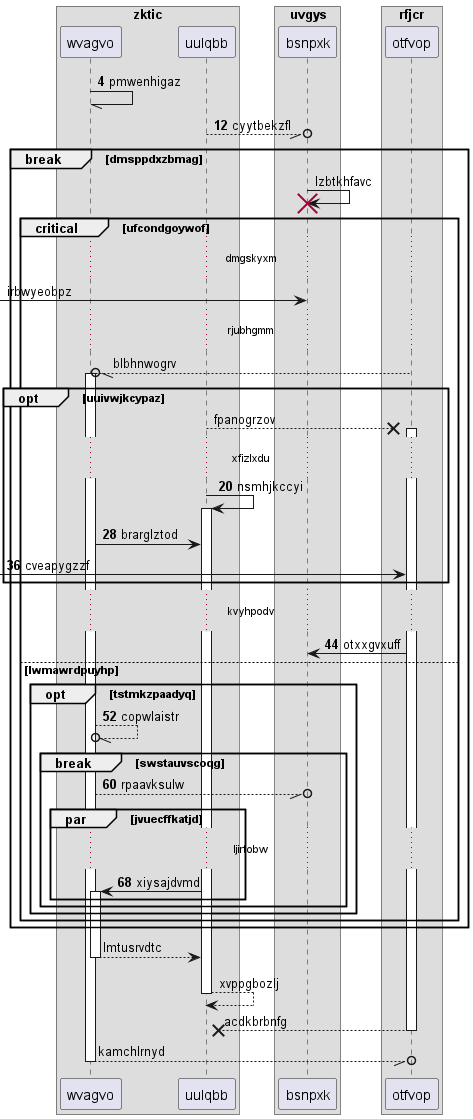 zktic uvgys rfjcr
wvagvo uulqbb bsnpxk otfvop
4 pmwenhigaz
12 cyytbekzfl
break [dmsppdxzbmag]
lzbtkhfavc
critical [ufcondgoywof]
dmgskyxm
irbwyeobpz
rjubhgmm
blbhnwogrv
opt [uuivwjkcypaz]
fpanogrzov
xfizlxdu
20 nsmhjkccyi
28 brarglztod
36 cveapygzzf
kvyhpodv
44 otxxgvxuff
[lwmawrdpuyhp]
opt [tstmkzpaadyq]
52 copwlaistr
break [swstauvscoqg]
60 rpaavksulw
par [jvuecffkatjd]
ljinobw
68 xiysajdvmd
lmtusrvdtc
xvppgbozlj
acdkbrbnfg
kamchlrnyd
wvagvo uulqbb bsnpxk otfvop